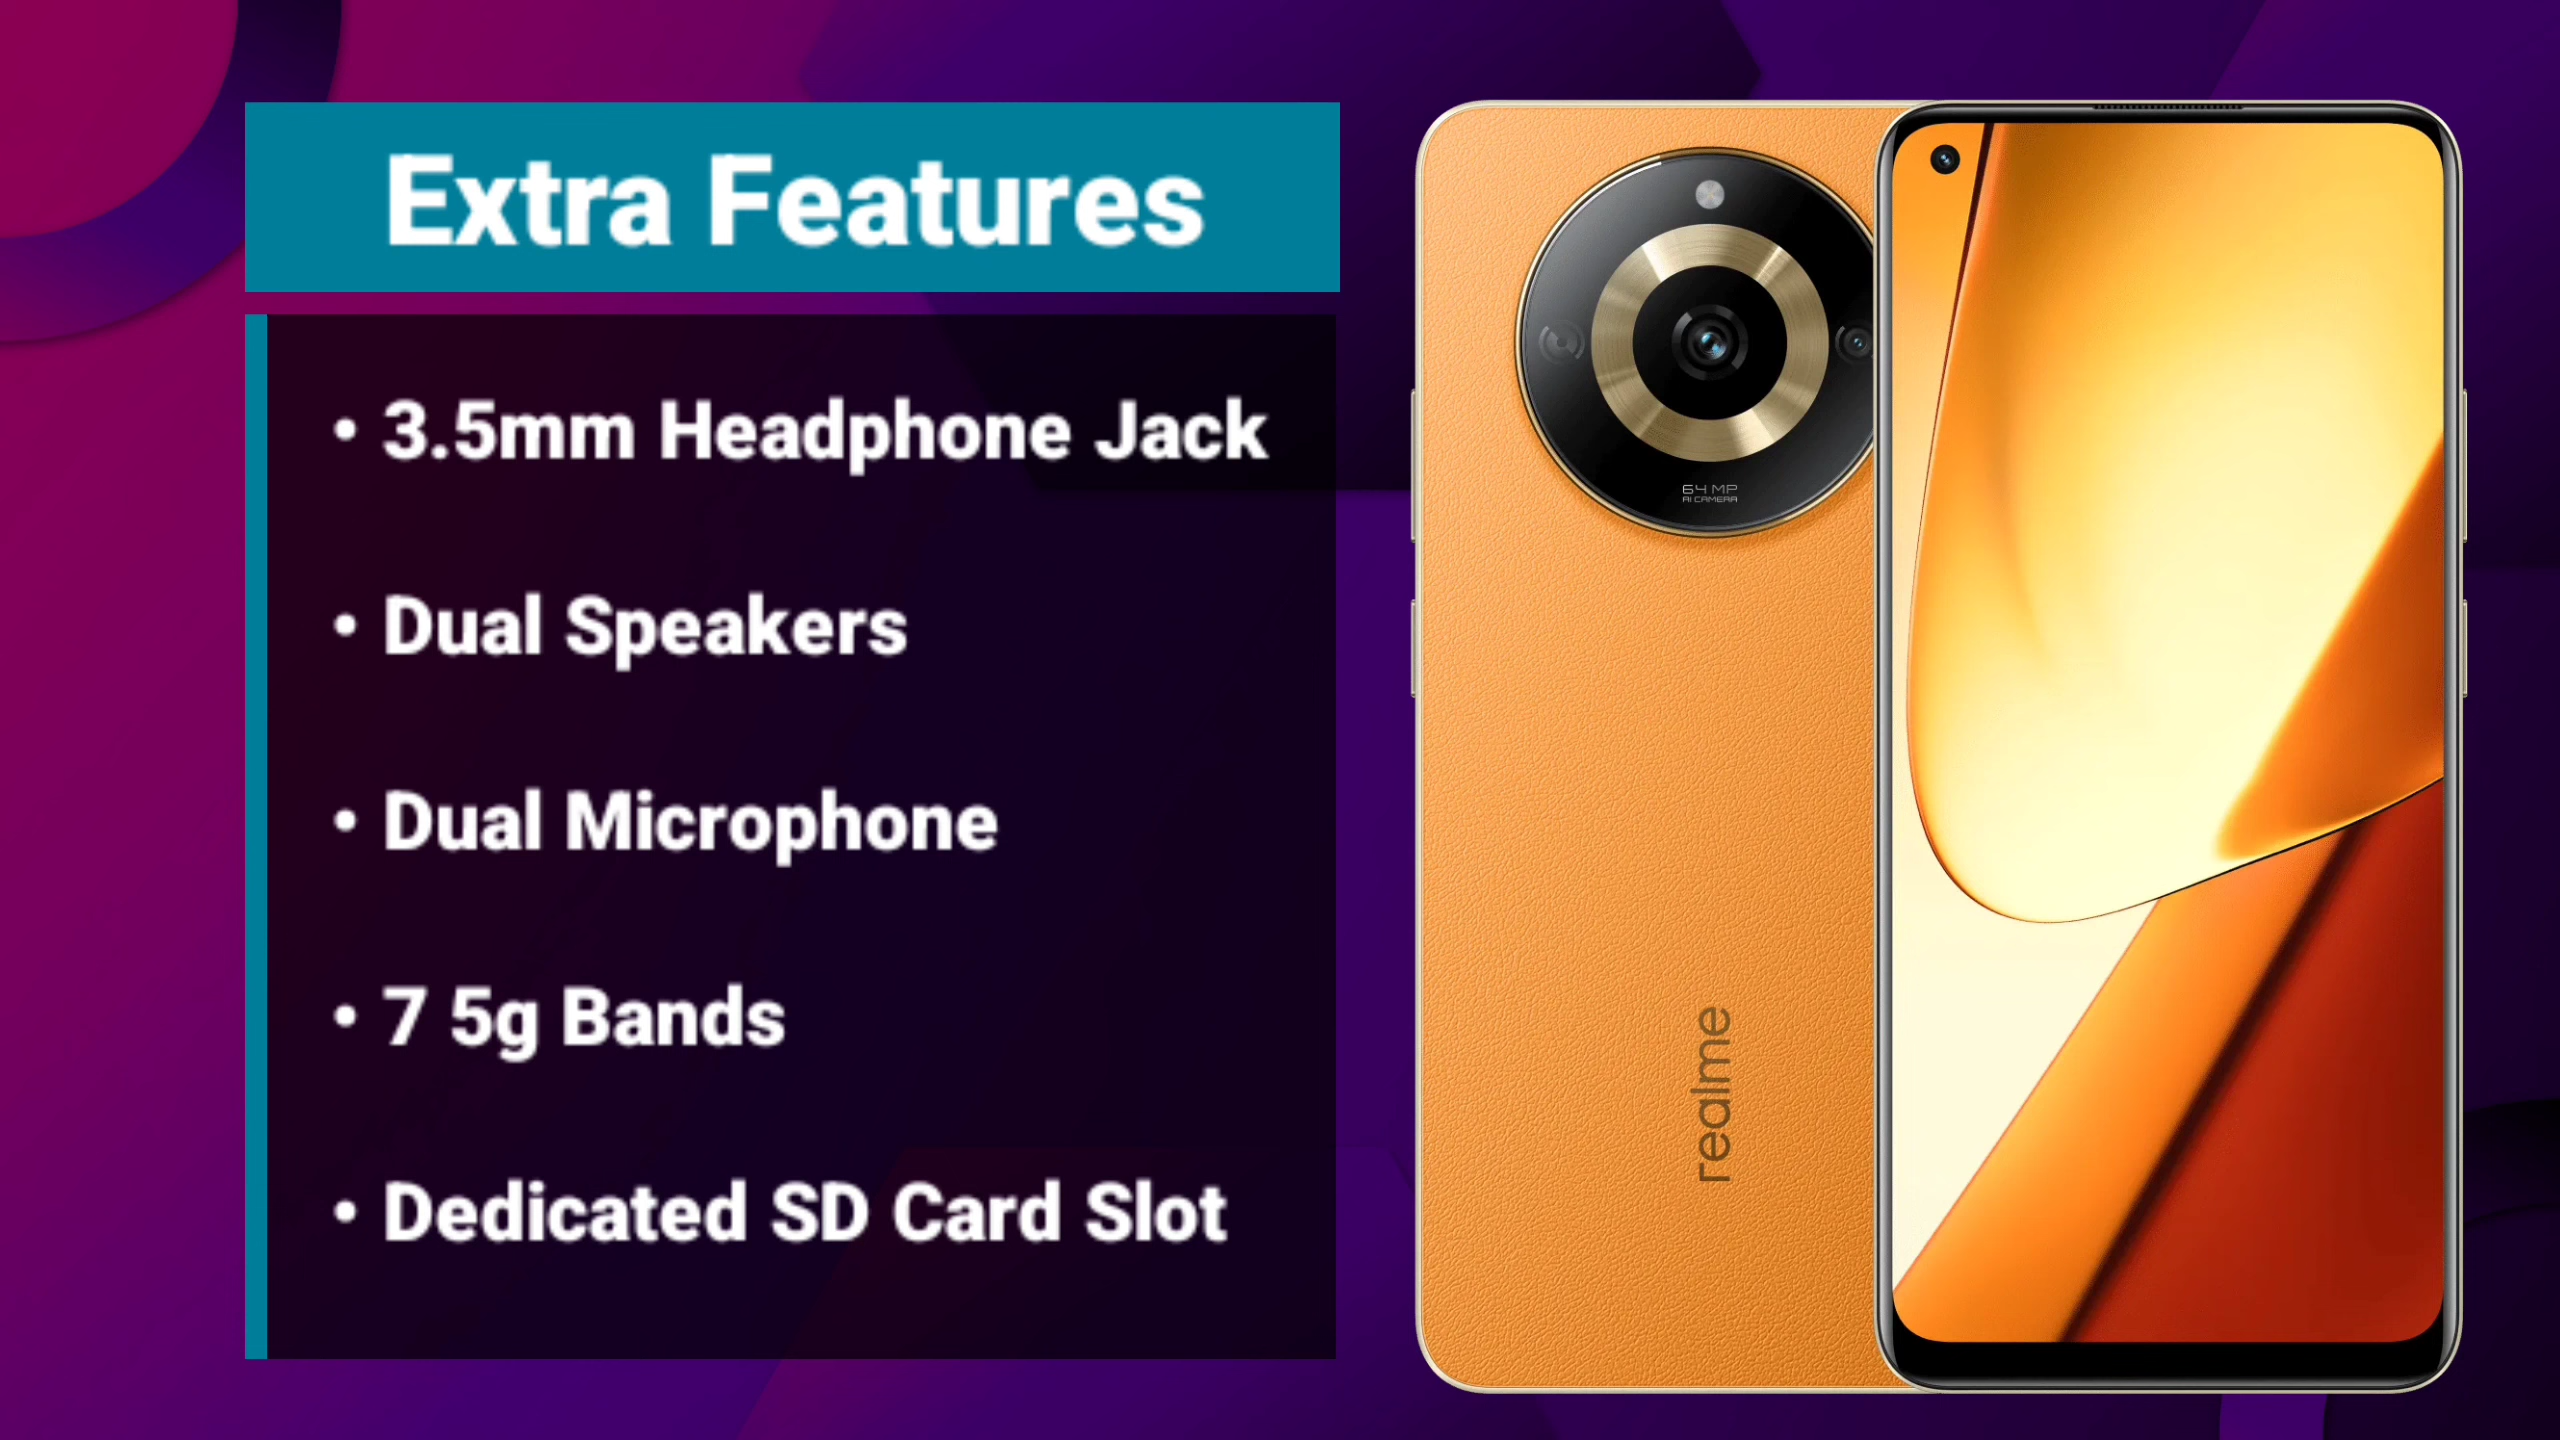 Extra Features
• 3.5mm Headphone Jack
• Dual Speakers
• Dual Microphone
• 7 5g Bands
• Dedicated SD Card Slot
64 MP
AI CAMERA
realme